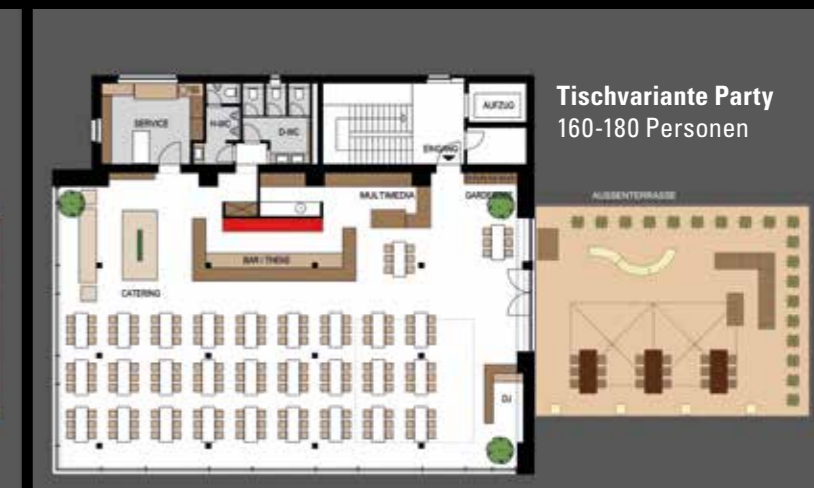 Tischvariante Party
160-180 Personen
SERVICE
H-WC
D-WC
AUFZUG
EINGANG
MULTIMEDIA
GARDEROBE
AUSSENTERRASSE
BAR / THEKE
CATERING
DJ